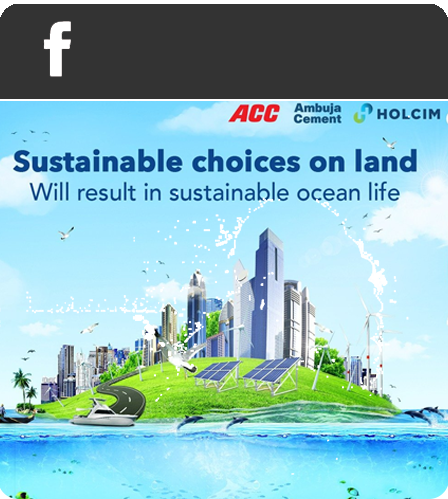 f
ACC
Ambuja
Cement
HOLCIM
Sustainable choices on land
Will result in sustainable ocean life